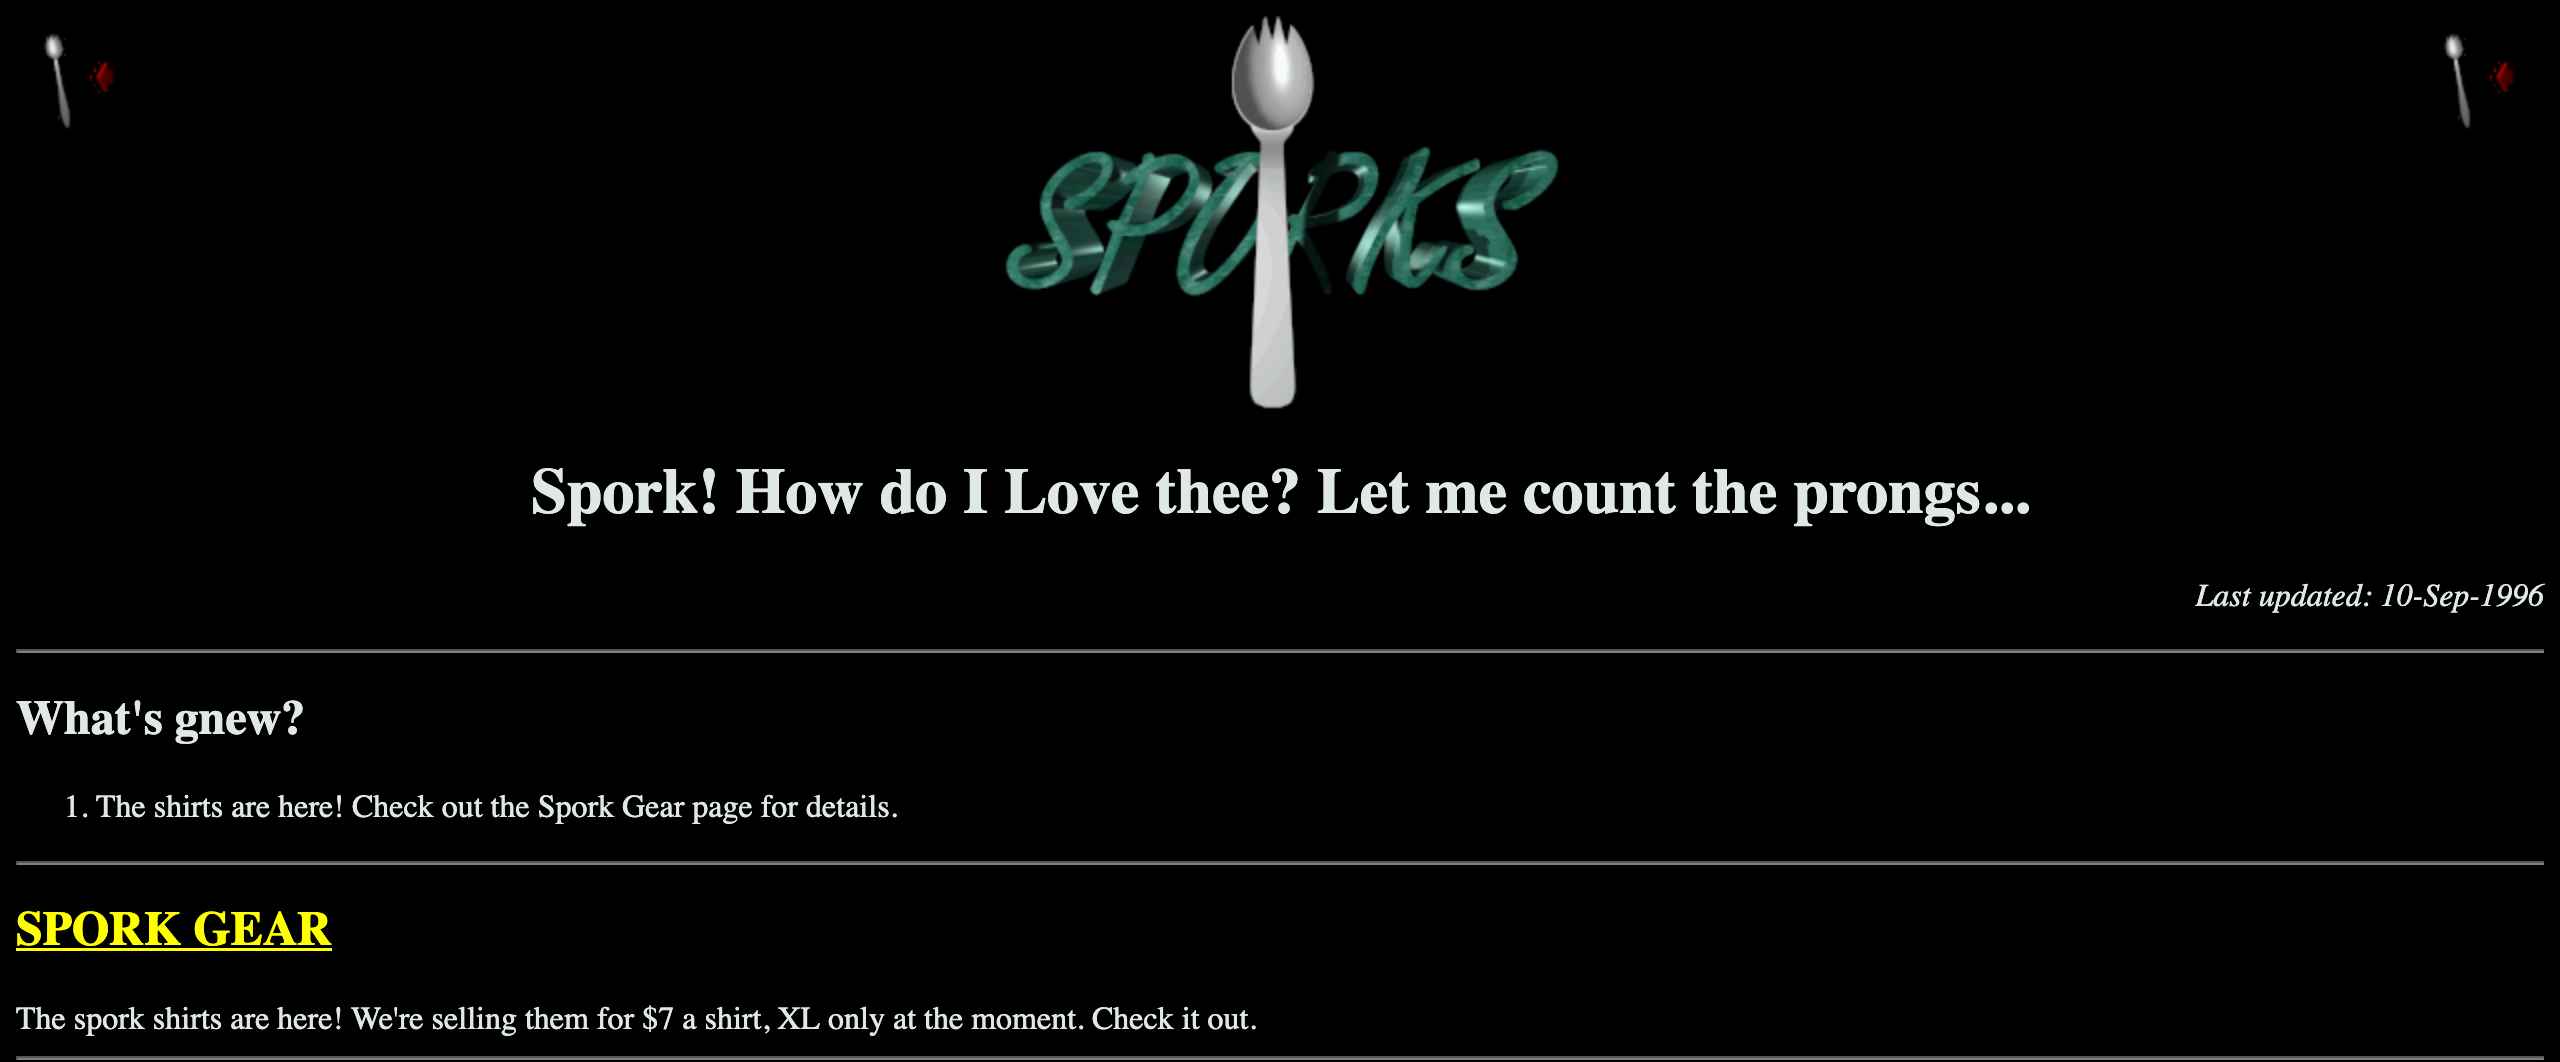 SPORKS
Spork! How do I Love thee? Let me count the prongs...
Last updated: 10-Sep-1996
What's gnew?
1. The shirts are here! Check out the Spork Gear page for details.
SPORK GEAR
The spork shirts are here! We're selling them for $7 a shirt, XL only at the moment. Check it out.